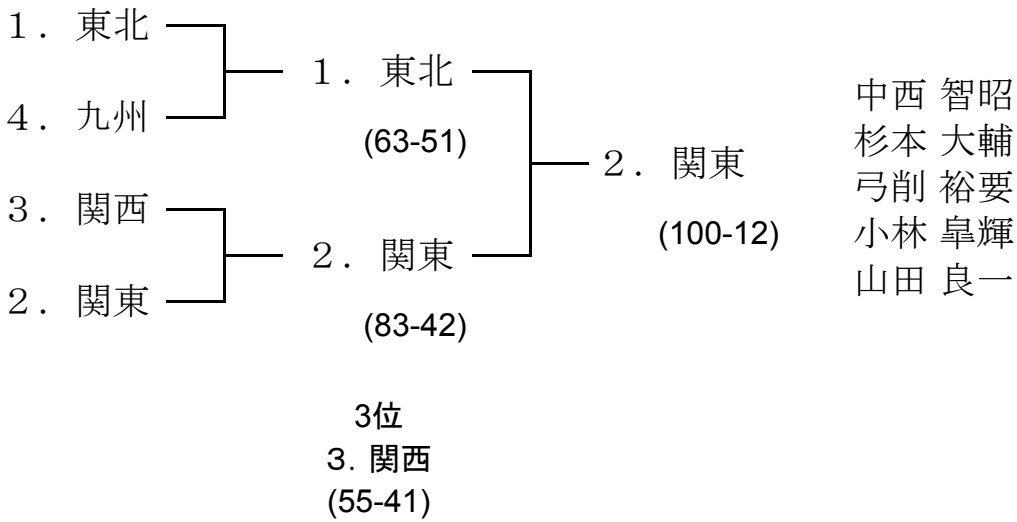 １．東北
４．九州
３．関西
２．関東
１．東北
(63-51)
２．関東
(83-42)
3位
３．関西
(55-41)
２．関東
(100-12)
中西 智昭
杉本 大輔
弓削 裕要
小林 皐輝
山田 良一